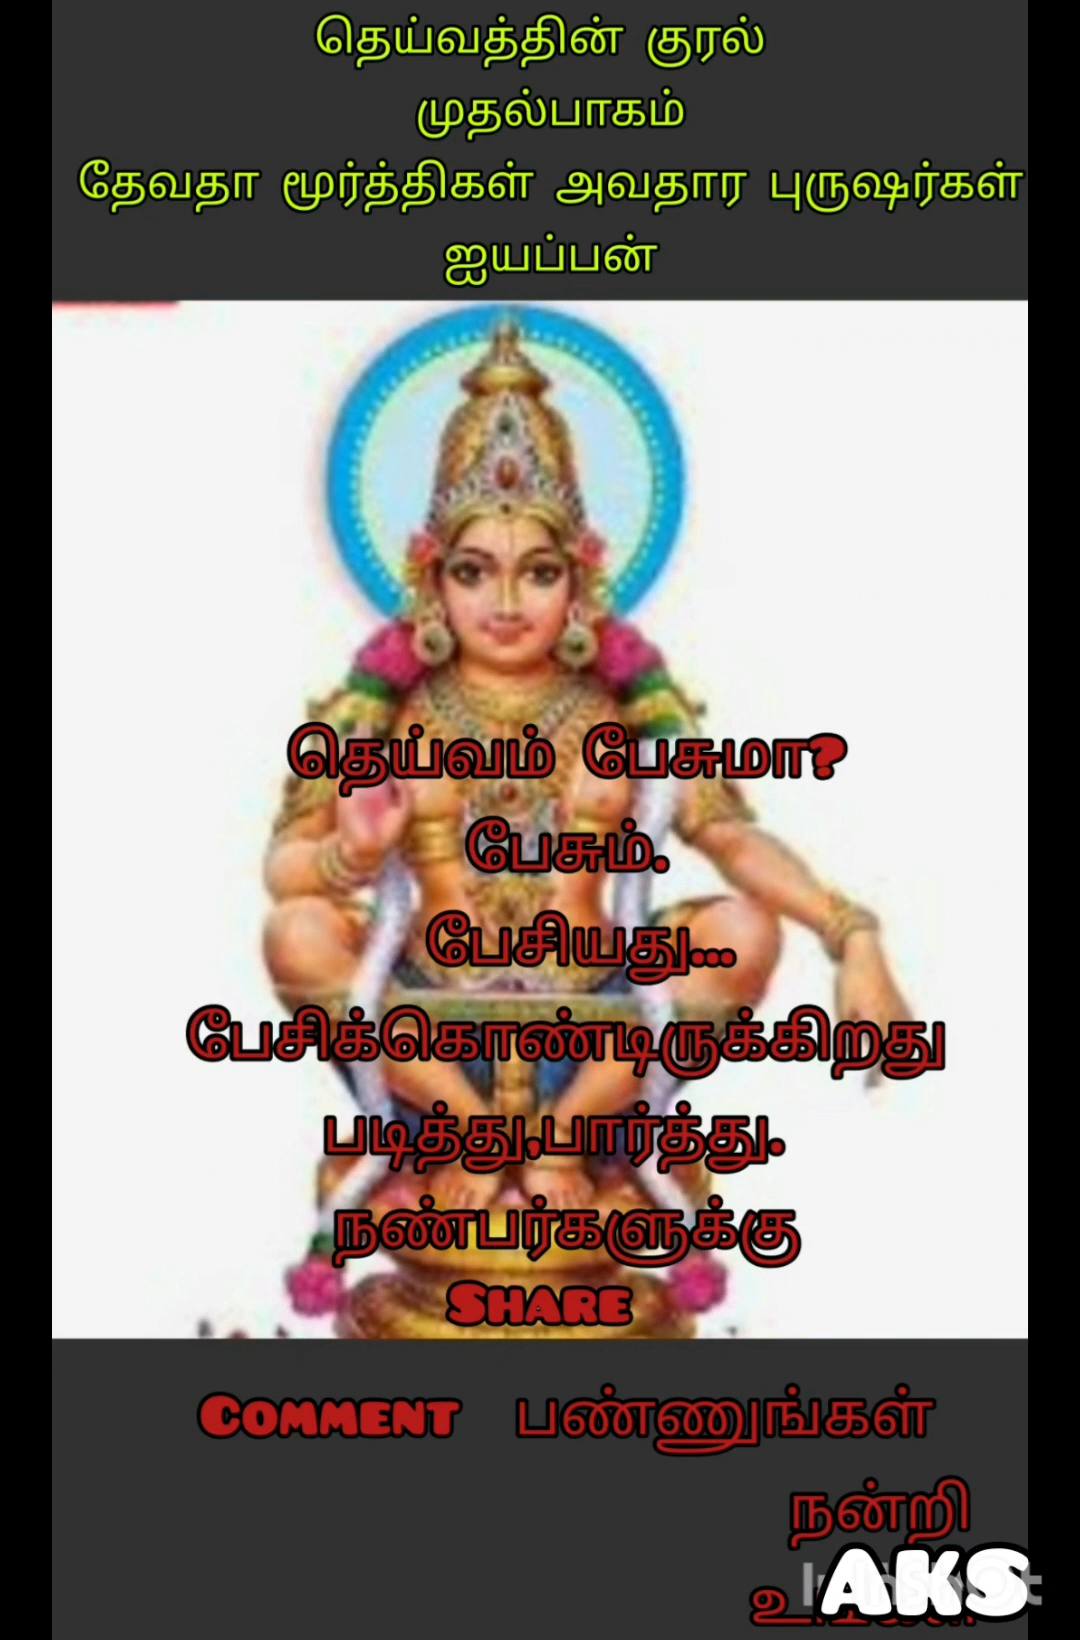 தெய்வத்தின் குரல்
முதல்பாகம்
தேவதா மூர்த்திகள் அவதார புருஷர்கள்
ஐயப்பன்
தெய்வம் பேசுமா?
பேசும்.
பேசியது...
பேசிக்கொண்டிருக்கிறது
படித்து,பார்த்து.
நண்பர்களுக்கு
SHARE
COMMENT பண்ணுங்கள்
நன்றி
AKS